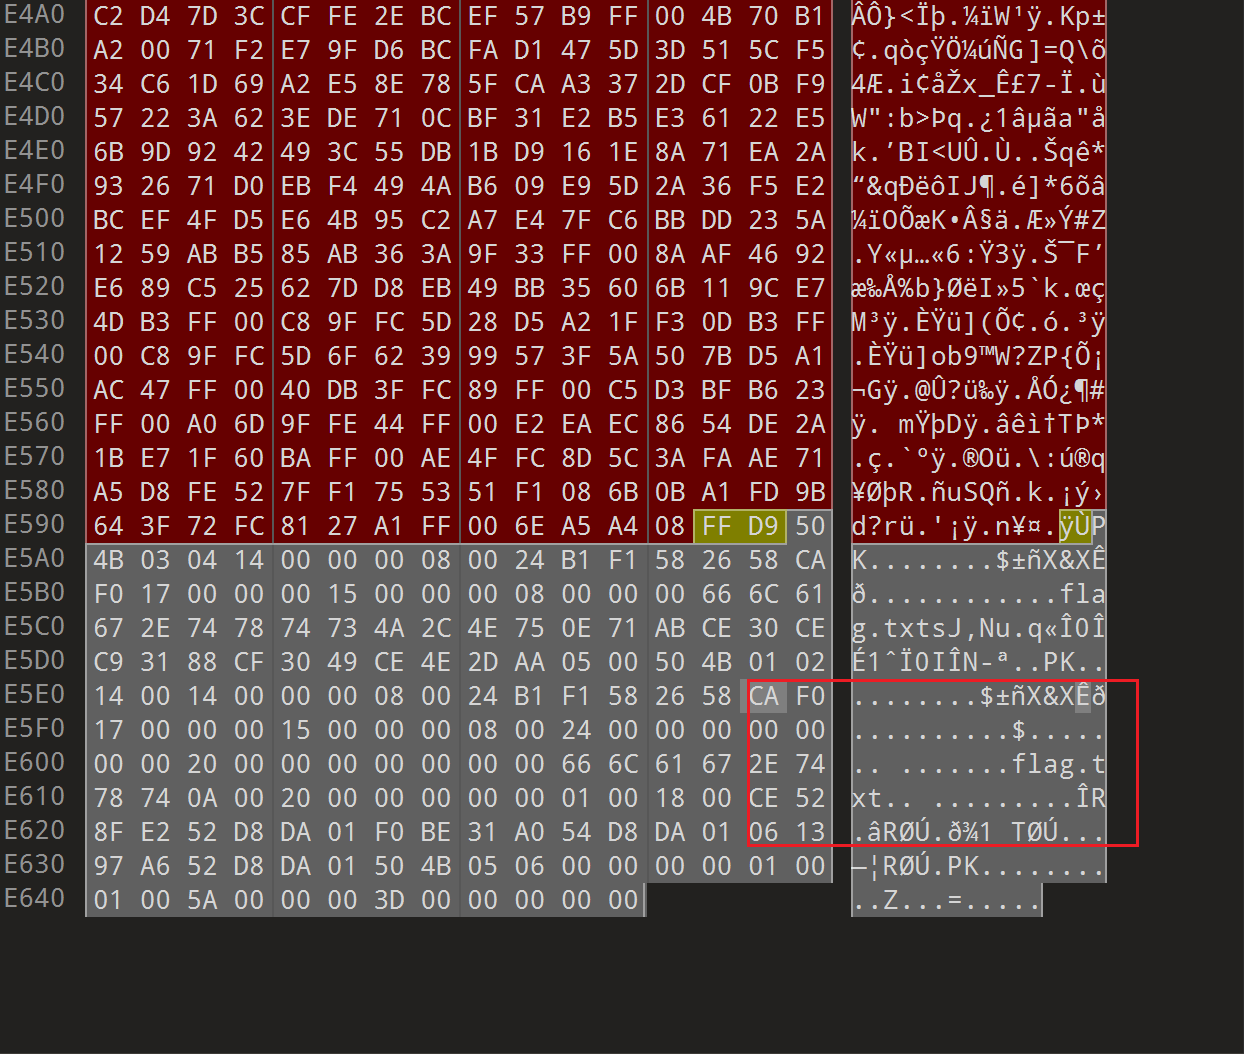 E4A0 C2 D4 7D 3C CF FE 2E BC EF 57 B9 FF 00 4B 70 B1 ÂÔ}<Ïþ.¼ïW¹ÿ.Kp±
E4B0 A2 00 71 F2 E7 9F D6 BC FA D1 47 5D 3D 51 5C F5 ¢.qòçŸÖ¼úÑG]=Q\õ
E4C0 34 C6 1D 69 A2 E5 8E 78 5F CA A3 37 2D CF 0B F9 4Æ.i¢åŽx_Ê£7-Ï.ù
E4D0 57 22 3A 62 3E DE 71 0C BF 31 E2 B5 E3 61 22 E5 W":b>Þq.¿1âµãa"å
E4E0 6B 9D 92 42 49 3C 55 DB 1B D9 16 1E 8A 71 EA 2A k.’BI<UÛ.Ù..Šqê*
E4F0 93 26 71 D0 EB F4 49 4A B6 09 E9 5D 2A 36 F5 E2 “&qÐëôIJ¶.é]*6õâ
E500 BC EF 4F D5 E6 4B 95 C2 A7 E4 7F C6 BB DD 23 5A ¼ïOÕæK•Â§ä.Æ»Ý#Z
E510 12 59 AB B5 85 AB 36 3A 9F 33 FF 00 8A AF 46 92 .Y«µ…«6:Ÿ3ÿ.Š¯F’
E520 E6 89 C5 25 62 7D D8 EB 49 BB 35 60 6B 11 9C E7 æ‰Å%b}ØëI»5`k.œç
E530 4D B3 FF 00 C8 9F FC 5D 28 D5 A2 1F F3 0D B3 FF M³ÿ.ÈŸü](Õ¢.ó.³ÿ
E540 00 C8 9F FC 5D 6F 62 39 99 57 3F 5A 50 7B D5 A1 .ÈŸü]ob9™W?ZP{Õ¡
E550 AC 47 FF 00 40 DB 3F FC 89 FF 00 C5 D3 BF B6 23 ¬Gÿ.@Û?ü‰ÿ.ÅÓ¿¶#
E560 FF 00 A0 6D 9F FE 44 FF 00 E2 EA EC 86 54 DE 2A ÿ. mŸþDÿ.âêì†TÞ*
E570 1B E7 1F 60 BA FF 00 AE 4F FC 8D 5C 3A FA AE 71 .ç.`ºÿ.®Oü.\:ú®q
E580 A5 D8 FE 52 7F F1 75 53 51 F1 08 6B 0B A1 FD 9B ¥ØþR.ñuSQñ.k.¡ý›
E590 64 3F 72 FC 81 27 A1 FF 00 6E A5 A4 08 FF D9 50 d?rü.'¡ÿ.n¥¤.ÿÙP
E5A0 4B 03 04 14 00 00 00 08 00 24 B1 F1 58 26 58 CA K........$±ñX&XÊ
E5B0 F0 17 00 00 00 15 00 00 00 08 00 00 00 66 6C 61 ð............fla
E5C0 67 2E 74 78 74 73 4A 2C 4E 75 0E 71 AB CE 30 CE g.txtsJ,Nu.q«Î0Î
E5D0 C9 31 88 CF 30 49 CE 4E 2D AA 05 00 50 4B 01 02 É1ˆÏ0IÎN-ª..PK..
E5E0 14 00 14 00 00 00 08 00 24 B1 F1 58 26 58 CA F0 ........$±ñX&XÊð
E5F0 17 00 00 00 15 00 00 00 08 00 24 00 00 00 00 00 ..........$.....
E600 00 00 20 00 00 00 00 00 00 00 66 6C 61 67 2E 74 .. .......flag.t
E610 78 74 0A 00 20 00 00 00 00 00 01 00 18 00 CE 52 xt.. .........ÎR
E620 8F E2 52 D8 DA 01 F0 BE 31 A0 54 D8 DA 01 06 13 .âRØÚ.ð¾1 TØÚ...
E630 97 A6 52 D8 DA 01 50 4B 05 06 00 00 00 00 01 00 —¦RØÚ.PK........
E640 01 00 5A 00 00 00 3D 00 00 00 00 00 ..Z...=.....